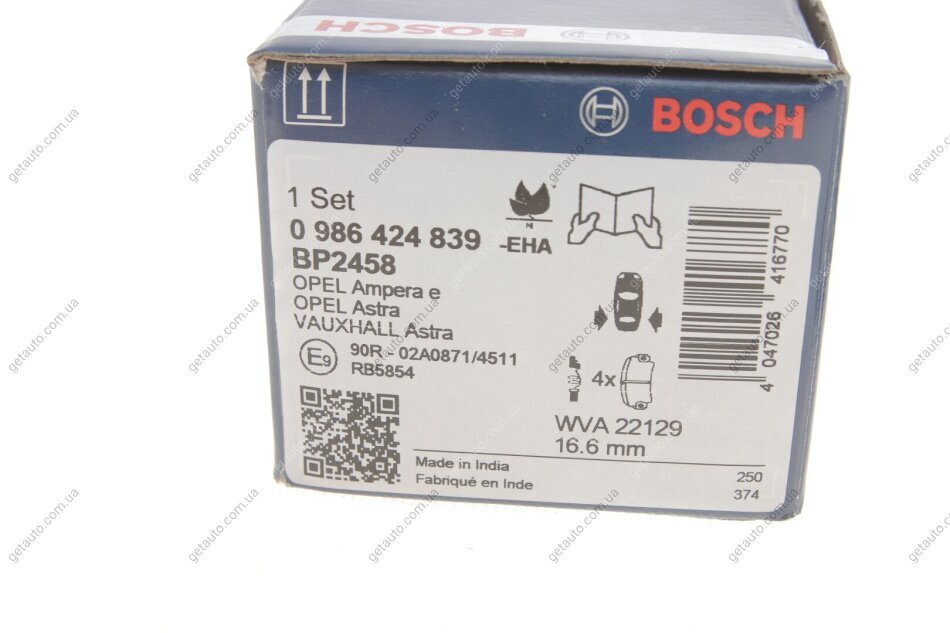 BOSCH
BOSCH
1 Set
0 986 424 839
-EHA
BP2458
OPEL Ampera e
OPEL Astra
VAUXHALL Astra
E9
90R - 02A0871/4511
RB5854
N
4x
WVA 22129
16.6 mm
4 047026 416770
Made in India
Fabriqué en Inde
250
374
getauto.com.ua